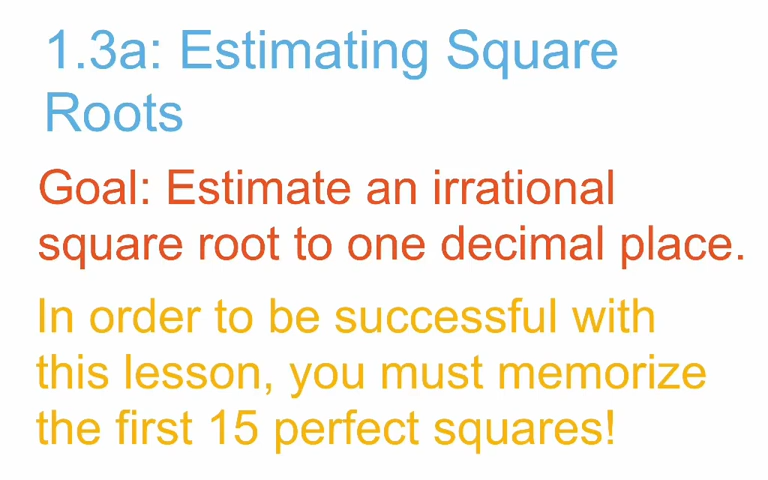 1.3a: Estimating Square
Roots
Goal: Estimate an irrational
square root to one decimal place.
In order to be successful with
this lesson, you must memorize
the first 15 perfect squares!